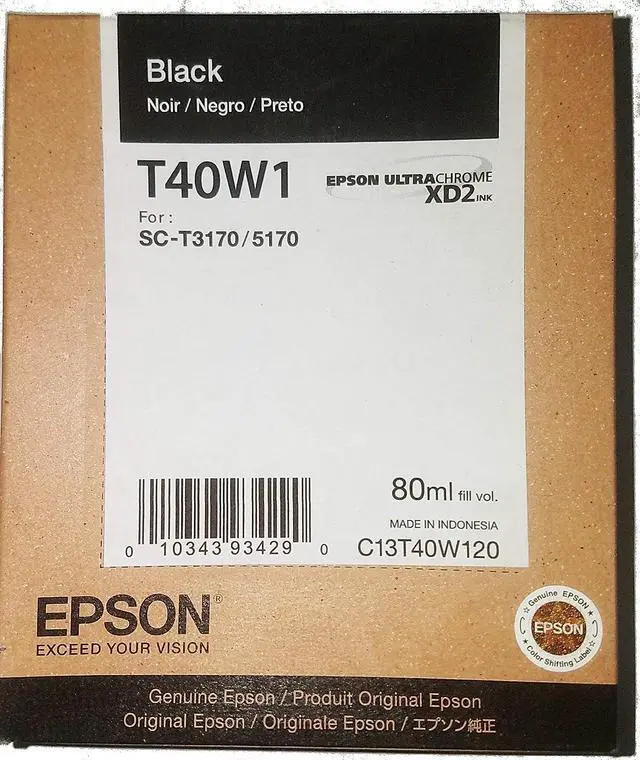 Black
Noir / Negro / Preto
T40W1
EPSON ULTRACHROME
XD2 INK
For :
SC-T3170/5170
80ml fill vol.
MADE IN INDONESIA
0 10343 93429 0
C13T40W120
EPSON®
EXCEED YOUR VISION
Genuine EPSON
EPSON
Color Shifting Label
Genuine Epson / Produit Original Epson
Original Epson / Originale Epson / エプソン純正